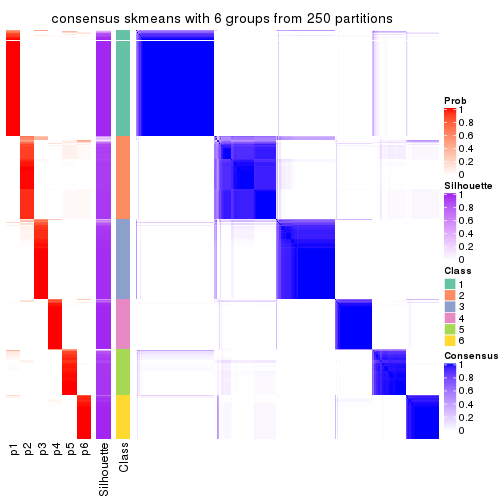 consensus skmeans with 6 groups from 250 partitions
Prob
1
0.8
0.6
0.4
0.2
0
Silhouette
1
0.8
0.6
0.4
0.2
0
Class
1
2
3
4
5
6
Consensus
1
0.8
0.6
0.4
0.2
0
p1
p2
p3
p4
p5
p6
Silhouette
Class